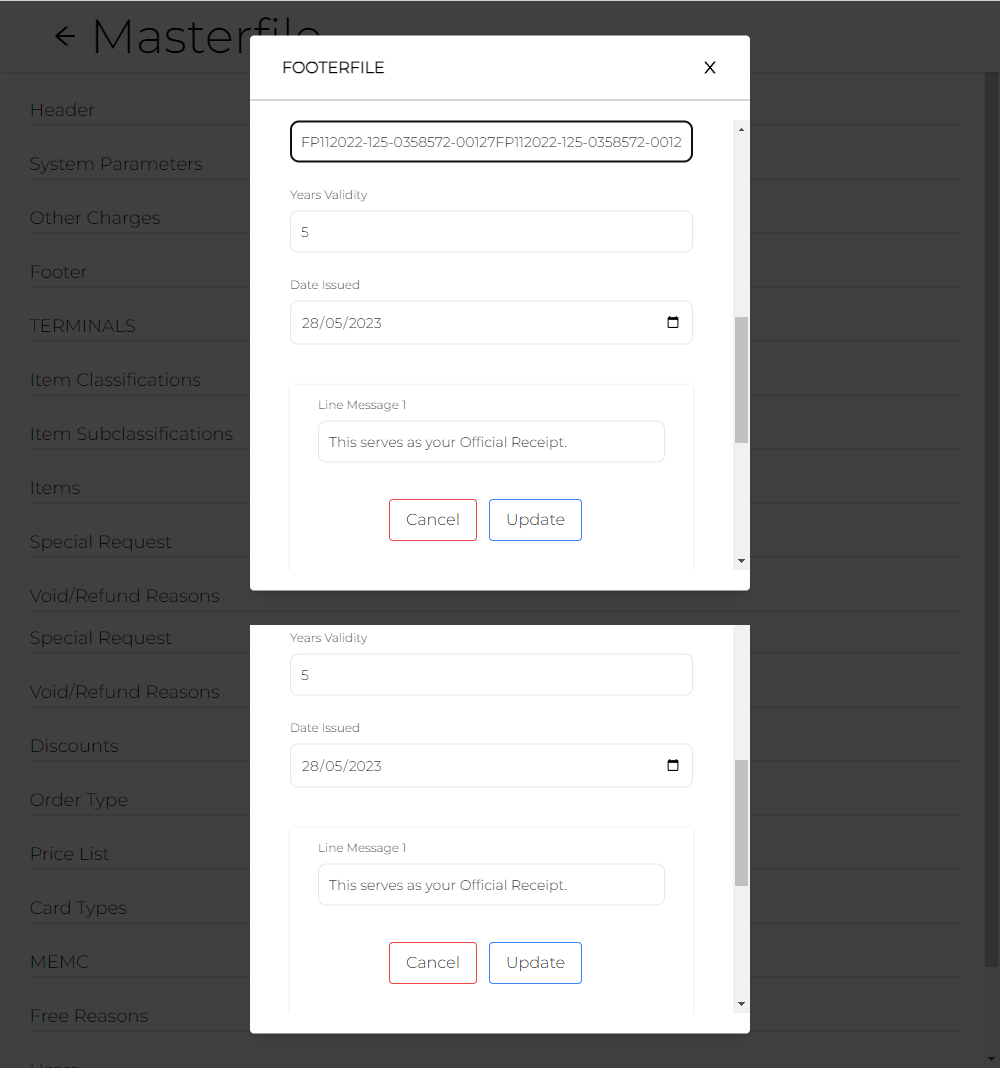 Masterfile
FOOTERFILE
X
Header
System Parameters
Other Charges
Footer
TERMINALS
Item Classifications
Item Subclassifications
Items
Special Request
Void/Refund Reasons
Special Request
Void/Refund Reasons
Discounts
Order Type
Price List
Card Types
MEMC
Free Reasons
Users
FP112022-125-0358572-00127FP112022-125-0358572-0012
Years Validity
5
Date Issued
28/05/2023
Line Message 1
This serves as your Official Receipt.
Cancel
Update
Years Validity
5
Date Issued
28/05/2023
Line Message 1
This serves as your Official Receipt.
Cancel
Update